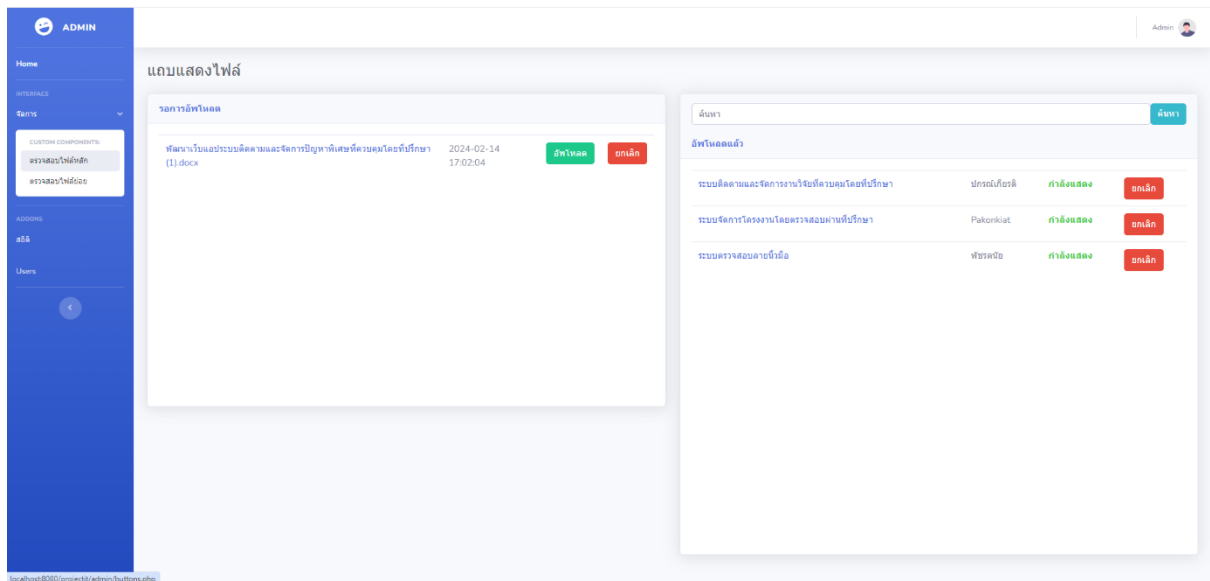 ADMIN
Admin
Home
INTERFACE
จัดการ
CUSTOM COMPONENTS:
ตรวจสอบไฟล์หลัก
ตรวจสอบไฟล์ย่อย
ADDONS
สถิติ
Users
แถบแสดงไฟล์
รอการอัพโหลด
พัฒนาเว็บแอประบบติดตามและจัดการปัญหาพิเศษที่ควบคุมโดยที่ปรึกษา
(1).docx
2024-02-14
17:02:04
อัพโหลด
ยกเลิก
ค้นหา
ค้นหา
อัพโหลดแล้ว
ระบบติดตามและจัดการงานวิจัยที่ควบคุมโดยที่ปรึกษา ปกรณ์เกียรติ กำลังแสดง ยกเลิก
ระบบจัดการโครงงานโดยตรวจสอบผ่านที่ปรึกษา Pakonkiat กำลังแสดง ยกเลิก
ระบบตรวจสอบลายนิ้วมือ พัชรดนัย กำลังแสดง ยกเลิก
localhost:8080/projectit/admin/buttons.php